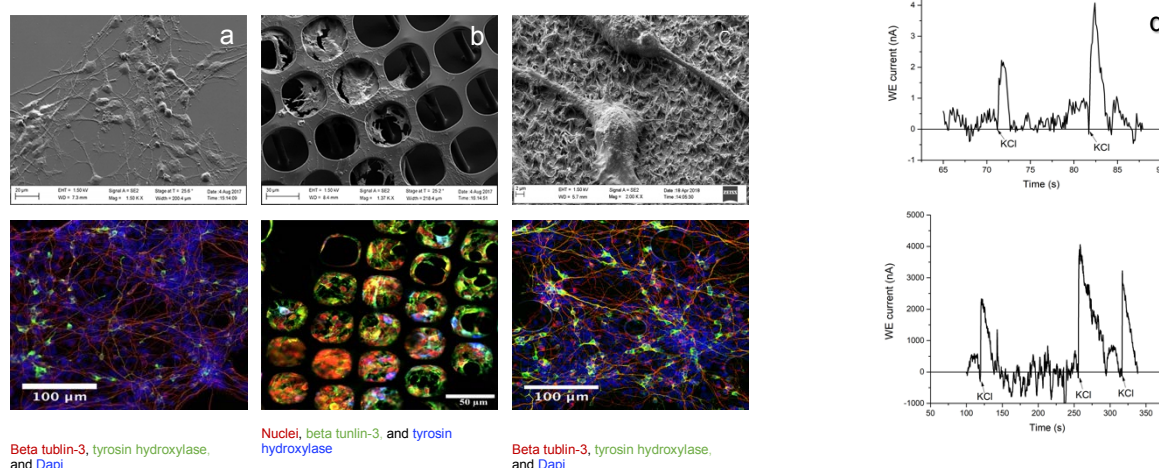 a
b
c
20 µm
EHT = 1.50 kV
Signal A = SE2
Stage at T = 25.6 °
Date :4 Aug 2017
WD = 7.3 mm
Mag = 1.50 K X
Width = 200.4 µm
Time :15:14:09
30 µm
EHT = 1.50 kV
Signal A = SE2
Stage at T = 25.2 °
Date :4 Aug 2017
WD = 8.4 mm
Mag = 1.37 K X
Width = 218.4 µm
Time :15:14:51
2 µm
EHT = 1.50 kV
Signal A = SE2
Date :18 Apr 2018
WD = 5.7 mm
Mag = 2.00 K X
Time :14:05:30
ZEISS
100 µm
50 µm
100 µm
Beta tublin-3, tyrosin hydroxylase,
and Dapi
Nuclei, beta tunlin-3, and tyrosin
hydroxylase
Beta tublin-3, tyrosin hydroxylase,
and Dapi
WE current (nA)
4
3
2
1
0
-1
KCl
KCl
65 70 75 80 85
Time (s)
WE current (nA)
5000
4000
3000
2000
1000
0
-1000
KCl
KCl
KCl
50 100 150 200 250 300 350
Time (s)